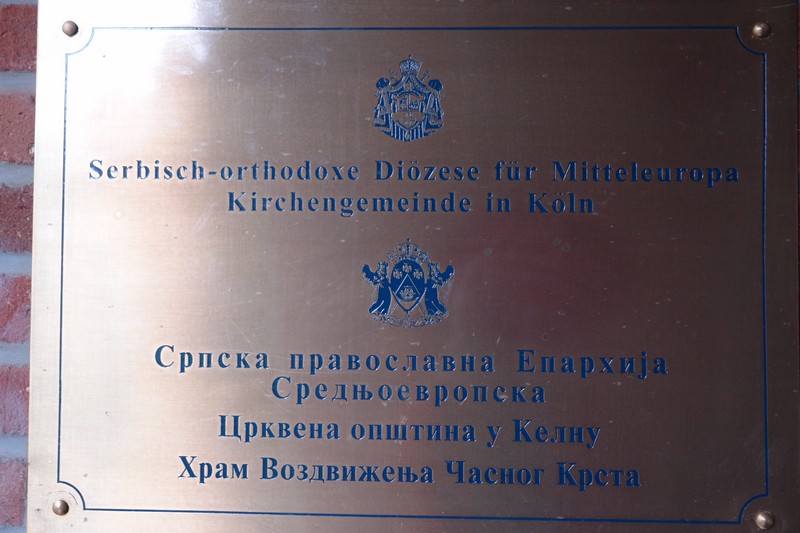 Serbisch-orthodoxe Diözese für Mitteleuropa
Kirchengemeinde in Köln
Српска православна Епархија
Средњоевропска
Црквена општина у Келну
Храм Воздвижења Часног Крста